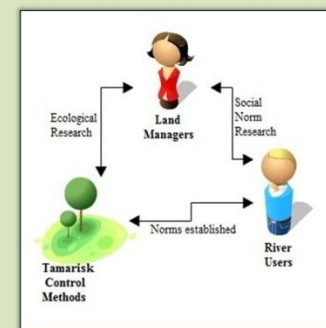 Ecological
Research
Land
Managers
Social
Norm
Research
Norms established
Tamarisk
Control
Methods
River
Users